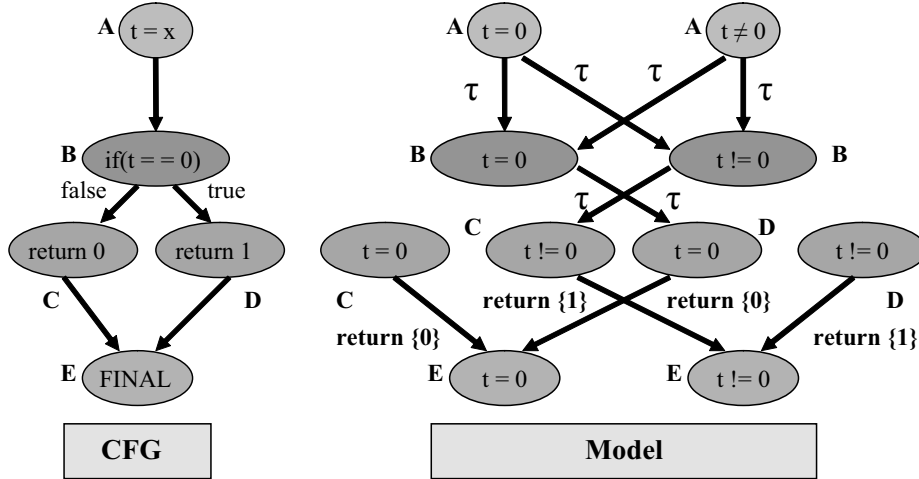 A
t = x
A
t = 0
A
t ≠ 0
τ
τ
τ
τ
B
if(t = = 0)
B
t = 0
t != 0
B
false
true
τ
τ
return 0
return 1
t = 0
C
t != 0
t = 0
D
t != 0
C
D
C
return {1}
return {0}
D
return {0}
return {1}
E
FINAL
E
t = 0
E
t != 0
CFG
Model